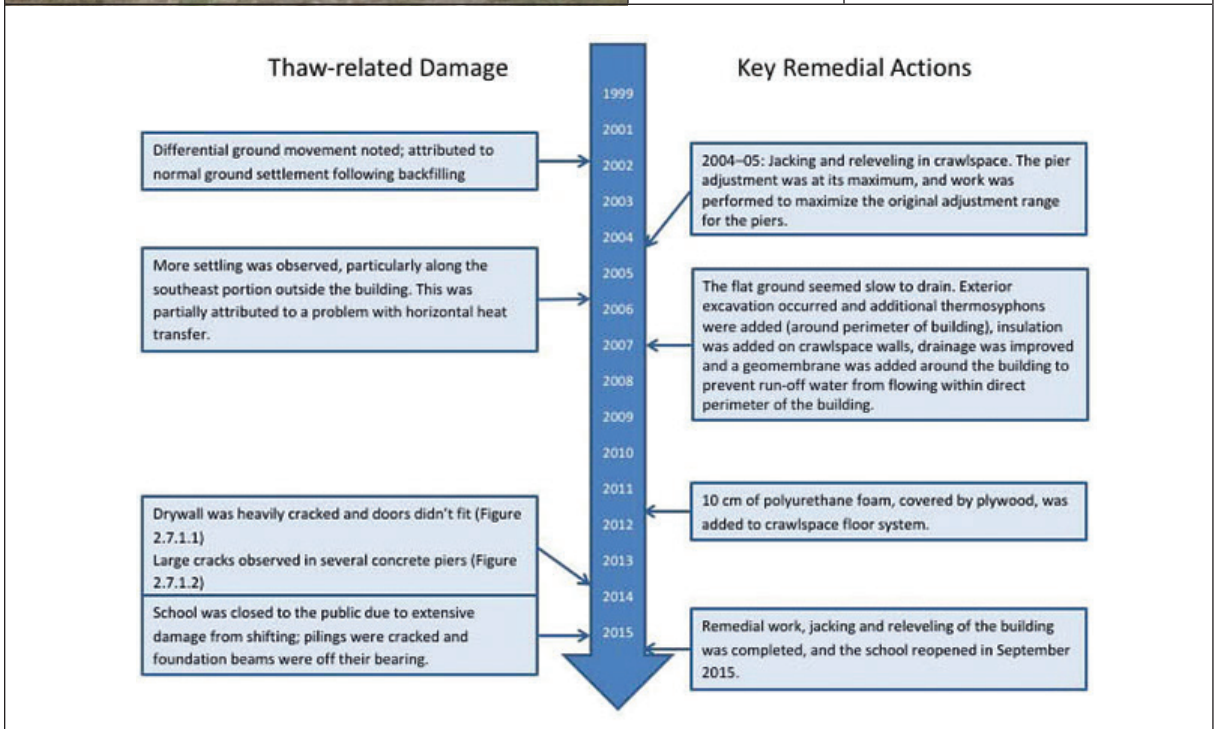 Thaw-related Damage
Key Remedial Actions
1999
2001
2002
2003
2004
2005
2006
2007
2008
2009
2010
2011
2012
2013
2014
2015
Differential ground movement noted; attributed to
normal ground settlement following backfilling
More settling was observed, particularly along the
southeast portion outside the building. This was
partially attributed to a problem with horizontal heat
transfer.
Drywall was heavily cracked and doors didn't fit (Figure
2.7.1.1)
Large cracks observed in several concrete piers (Figure
2.7.1.2)
School was closed to the public due to extensive
damage from shifting; pilings were cracked and
foundation beams were off their bearing.
2004–05: Jacking and releveling in crawlspace. The pier
adjustment was at its maximum, and work was
performed to maximize the original adjustment range
for the piers.
The flat ground seemed slow to drain. Exterior
excavation occurred and additional thermosyphons
were added (around perimeter of building), insulation
was added on crawlspace walls, drainage was improved
and a geomembrane was added around the building to
prevent run-off water from flowing within direct
perimeter of the building.
10 cm of polyurethane foam, covered by plywood, was
added to crawlspace floor system.
Remedial work, jacking and releveling of the building
was completed, and the school reopened in September
2015.